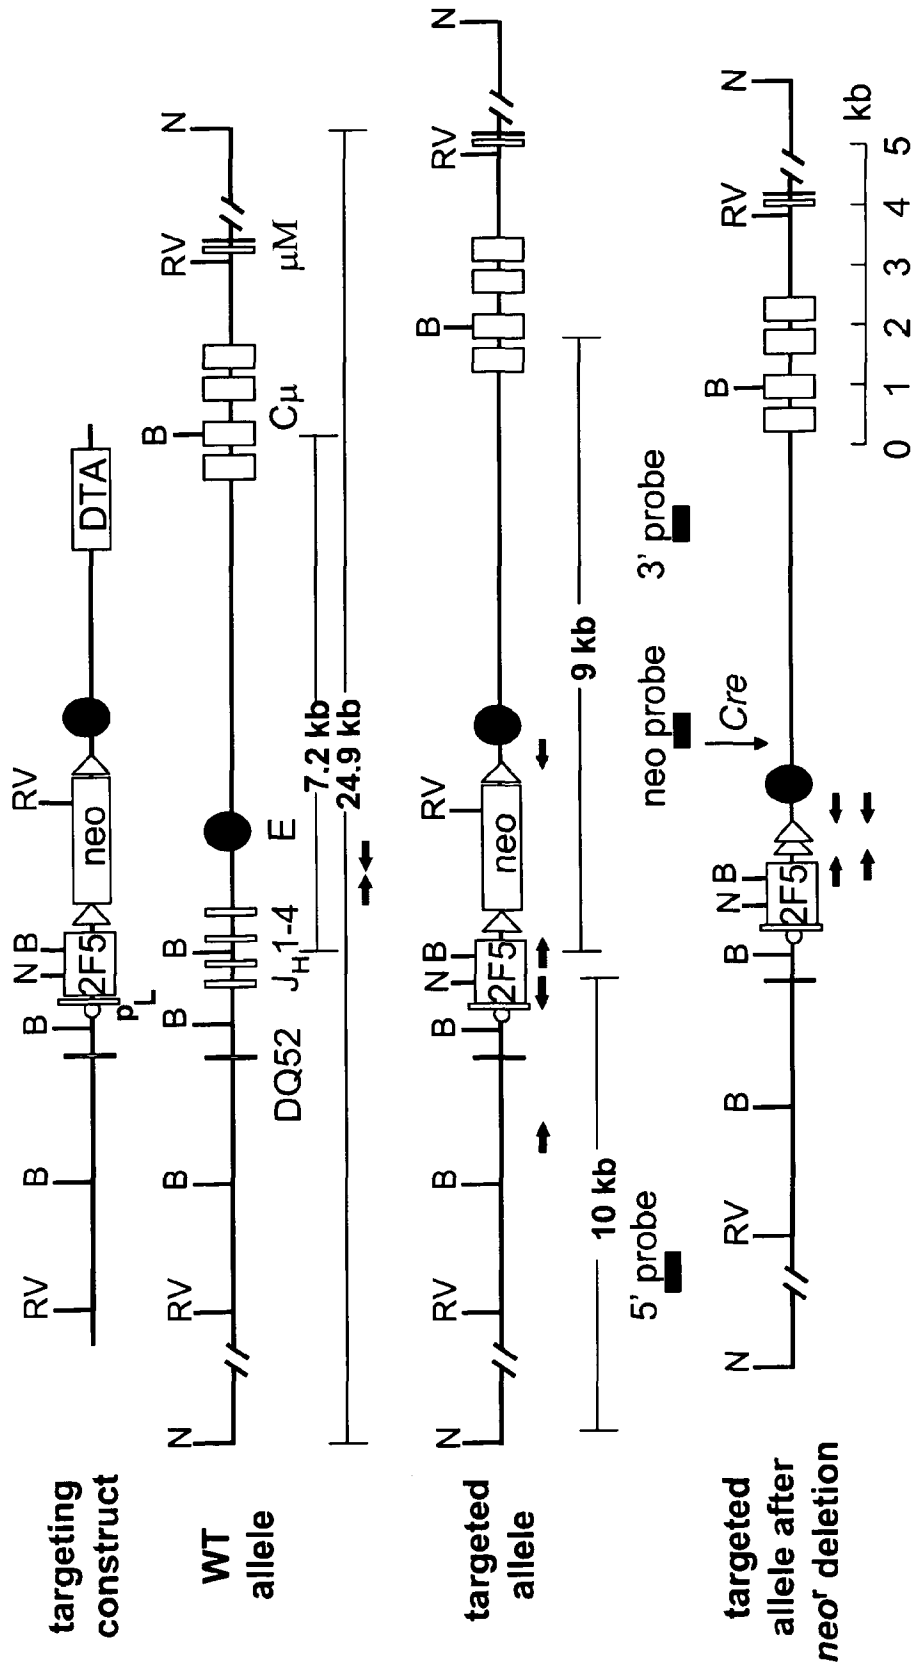 targeting construct
RV B B N B RV
pL 2F5 neo DTA
WT allele
N RV B B B B RV N
DQ52 JH1-4 E Cμ μM
7.2 kb
24.9 kb
targeted allele
N RV B B N B RV B RV N
2F5 neo
10 kb 9 kb
5' probe neo probe 3' probe
Cre
targeted allele after neoʳ deletion
N RV B B N B B RV N
2F5
0 1 2 3 4 5 kb